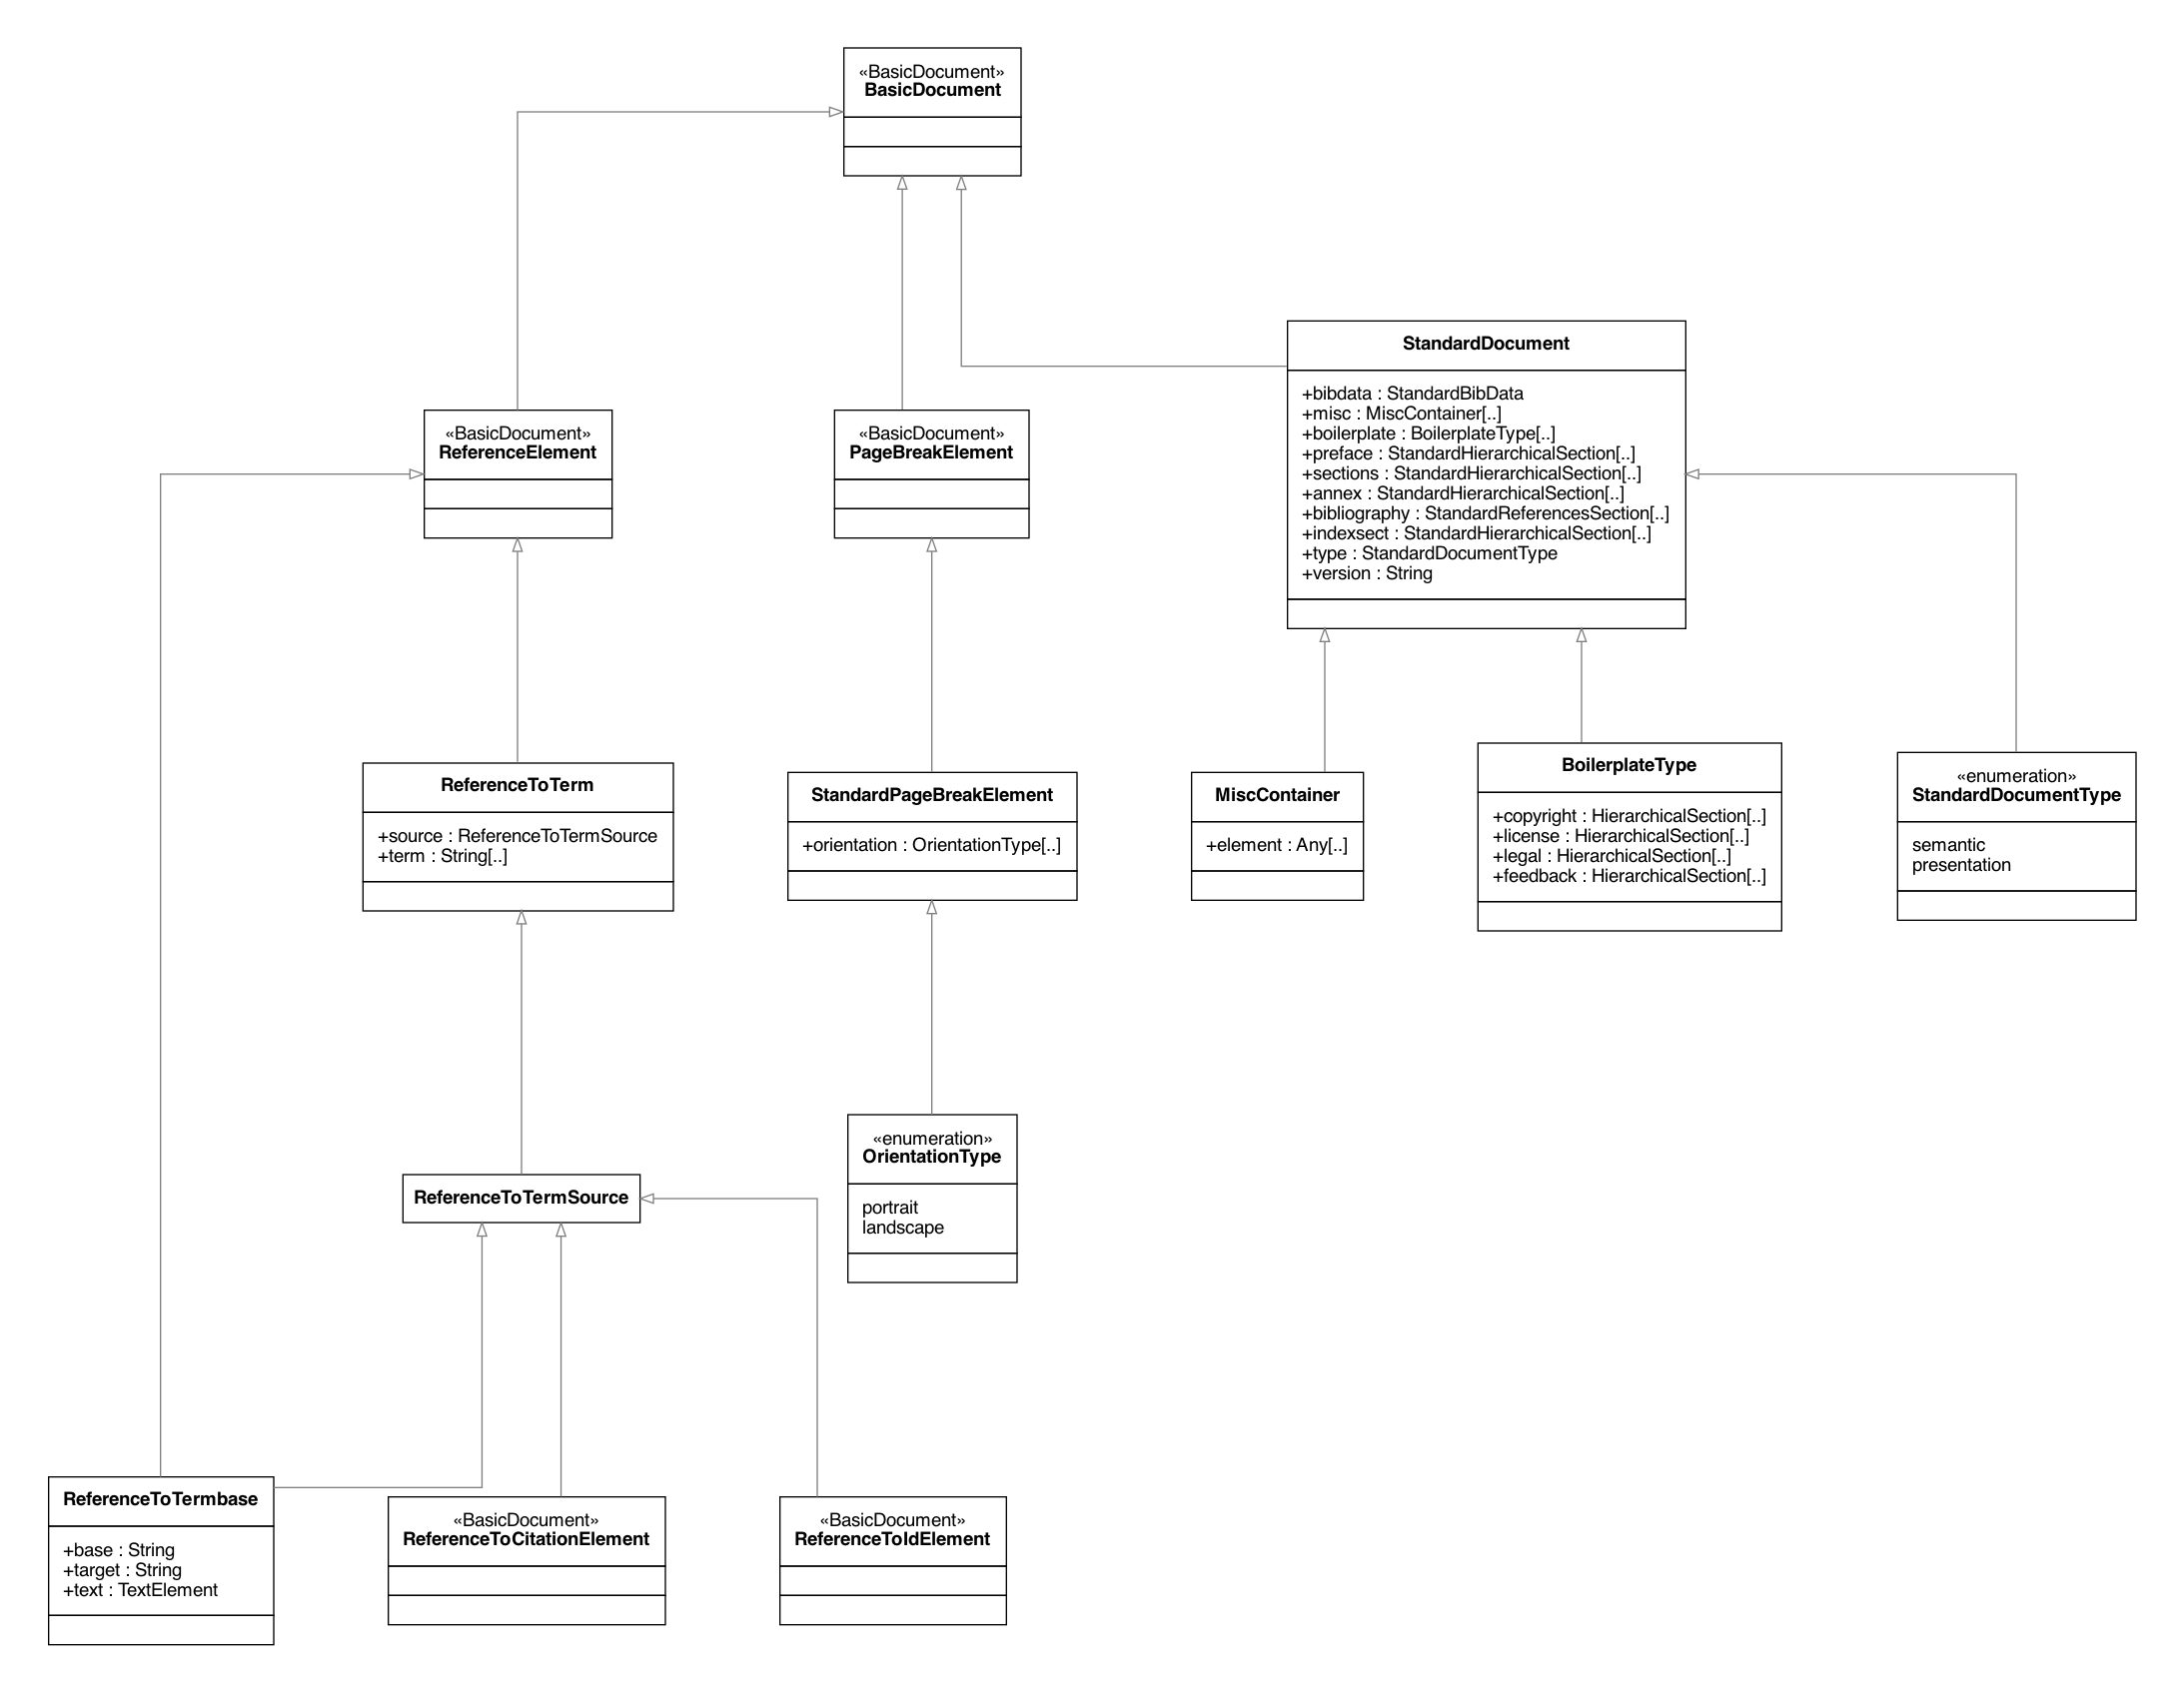 «BasicDocument»
BasicDocument
StandardDocument
+bibdata : StandardBibData
+misc : MiscContainer[..]
+boilerplate : BoilerplateType[..]
+preface : StandardHierarchicalSection[..]
+sections : StandardHierarchicalSection[..]
+annex : StandardHierarchicalSection[..]
+bibliography : StandardReferencesSection[..]
+indexsect : StandardHierarchicalSection[..]
+type : StandardDocumentType
+version : String
«BasicDocument»
ReferenceElement
«BasicDocument»
PageBreakElement
ReferenceToTerm
+source : ReferenceToTermSource
+term : String[..]
StandardPageBreakElement
+orientation : OrientationType[..]
MiscContainer
+element : Any[..]
BoilerplateType
+copyright : HierarchicalSection[..]
+license : HierarchicalSection[..]
+legal : HierarchicalSection[..]
+feedback : HierarchicalSection[..]
«enumeration»
StandardDocumentType
semantic
presentation
ReferenceToTermSource
«enumeration»
OrientationType
portrait
landscape
ReferenceToTermbase
+base : String
+target : String
+text : TextElement
«BasicDocument»
ReferenceToCitationElement
«BasicDocument»
ReferenceToIdElement